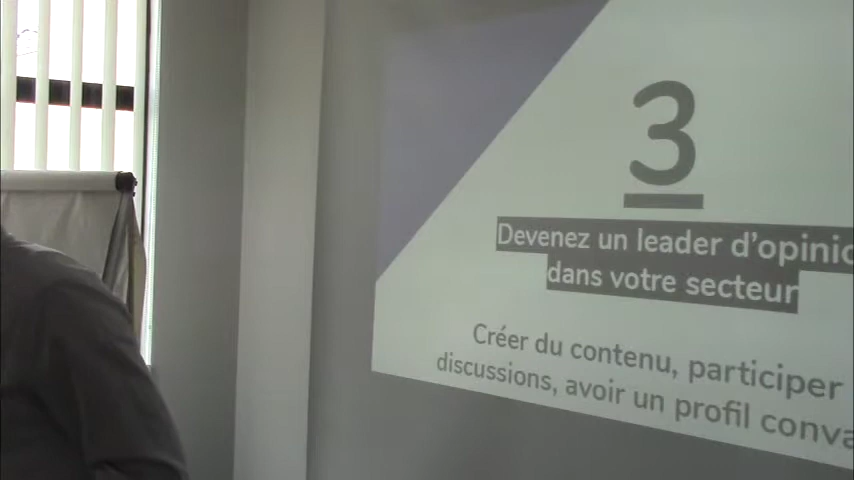 3
Devenez un leader d'opinio
dans votre secteur
Créer du contenu, participer
discussions, avoir un profil conva